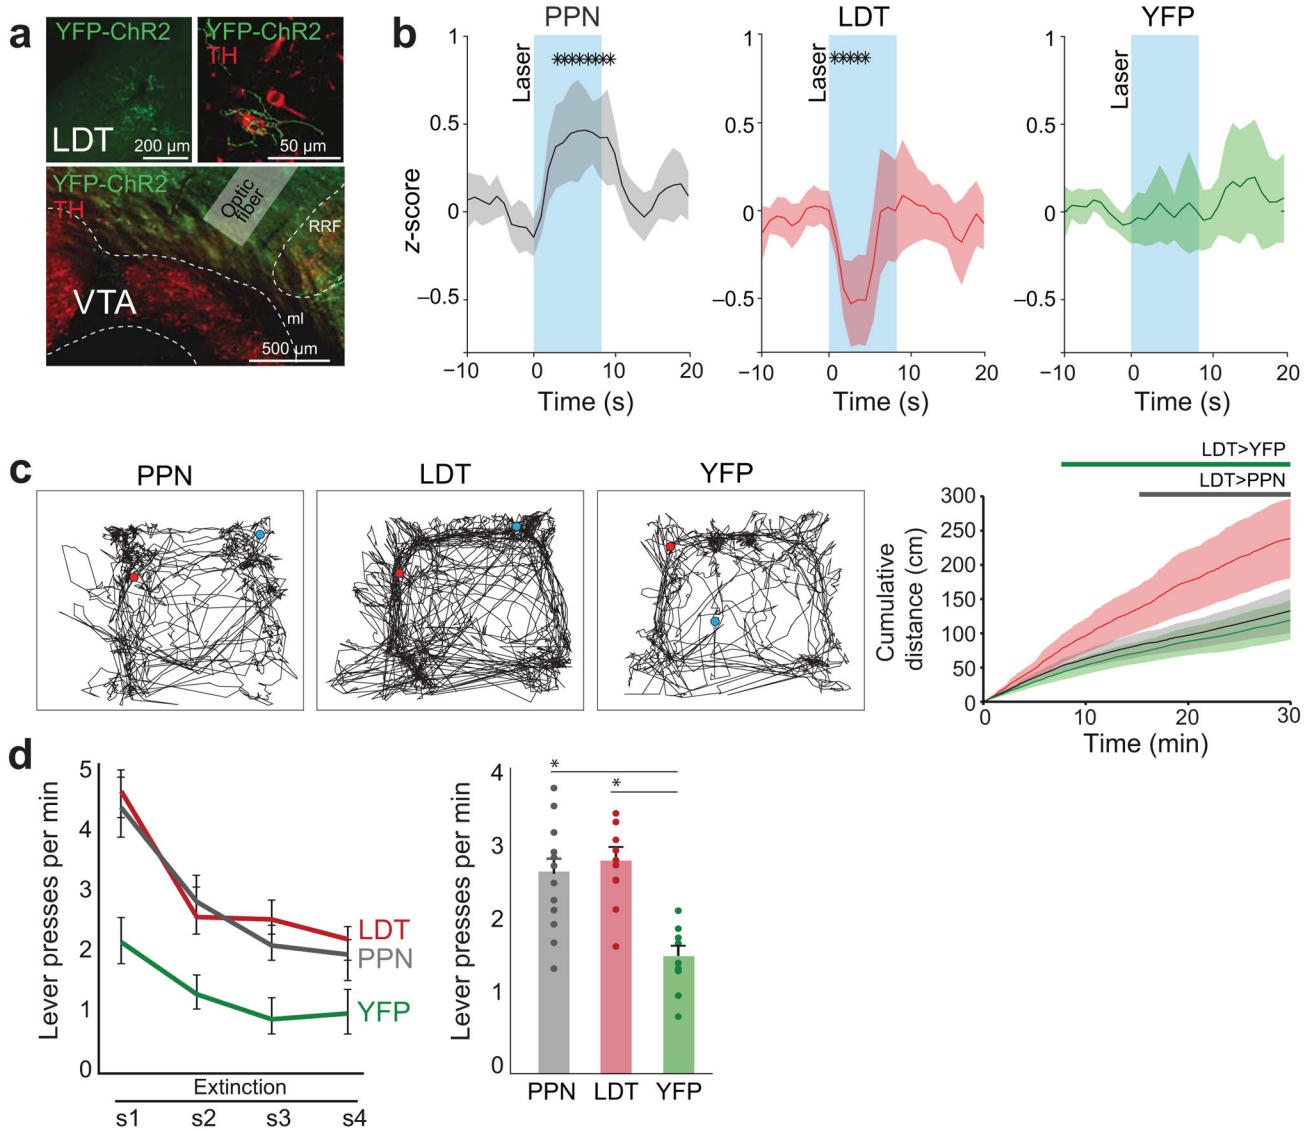 a
YFP-ChR2
LDT
200 µm
YFP-ChR2
TH
50 µm
YFP-ChR2
TH
Optic
fiber
RRF
VTA
ml
500 µm
b
PPN
LDT
YFP
Laser
********
Laser
*****
Laser
z-score
1
0.5
0
–0.5
−10
0
10
20
Time (s)
1
0.5
0
−0.5
−10
0
10
20
Time (s)
1
0.5
0
–0.5
−10
0
10
20
Time (s)
c
PPN
LDT
YFP
LDT>YFP
LDT>PPN
Cumulative
distance (cm)
300
250
200
150
100
50
0
0
10
20
30
Time (min)
d
Lever presses per min
5
4
3
2
1
0
LDT
PPN
YFP
Extinction
s1
s2
s3
s4
Lever presses per min
4
3
2
1
0
*
*
PPN
LDT
YFP